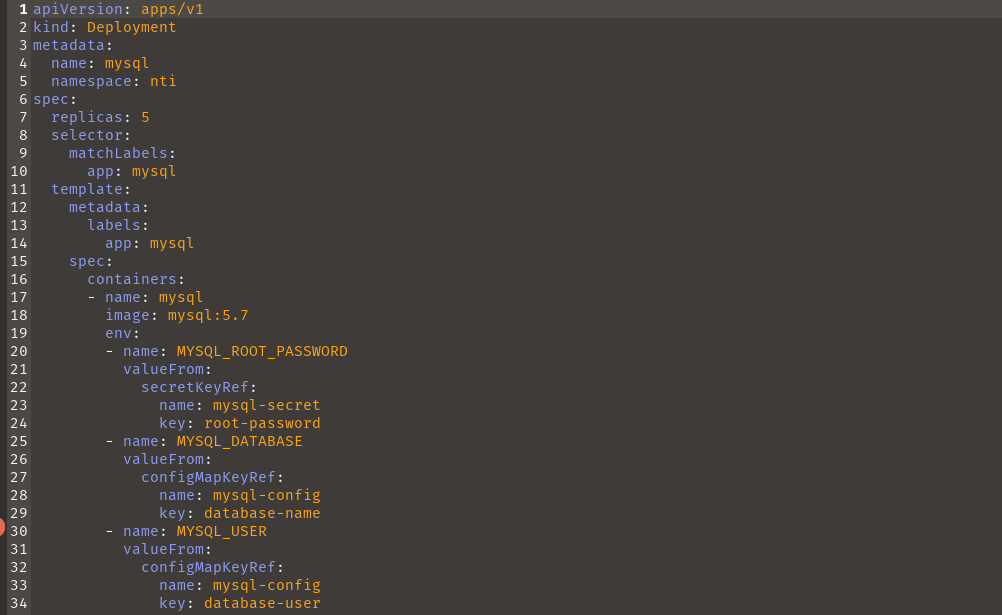 1 apiVersion: apps/v1
2 kind: Deployment
3 metadata:
4   name: mysql
5   namespace: nti
6 spec:
7   replicas: 5
8   selector:
9     matchLabels:
10       app: mysql
11   template:
12     metadata:
13       labels:
14         app: mysql
15     spec:
16       containers:
17       - name: mysql
18         image: mysql:5.7
19         env:
20         - name: MYSQL_ROOT_PASSWORD
21           valueFrom:
22             secretKeyRef:
23               name: mysql-secret
24               key: root-password
25         - name: MYSQL_DATABASE
26           valueFrom:
27             configMapKeyRef:
28               name: mysql-config
29               key: database-name
30         - name: MYSQL_USER
31           valueFrom:
32             configMapKeyRef:
33               name: mysql-config
34               key: database-user